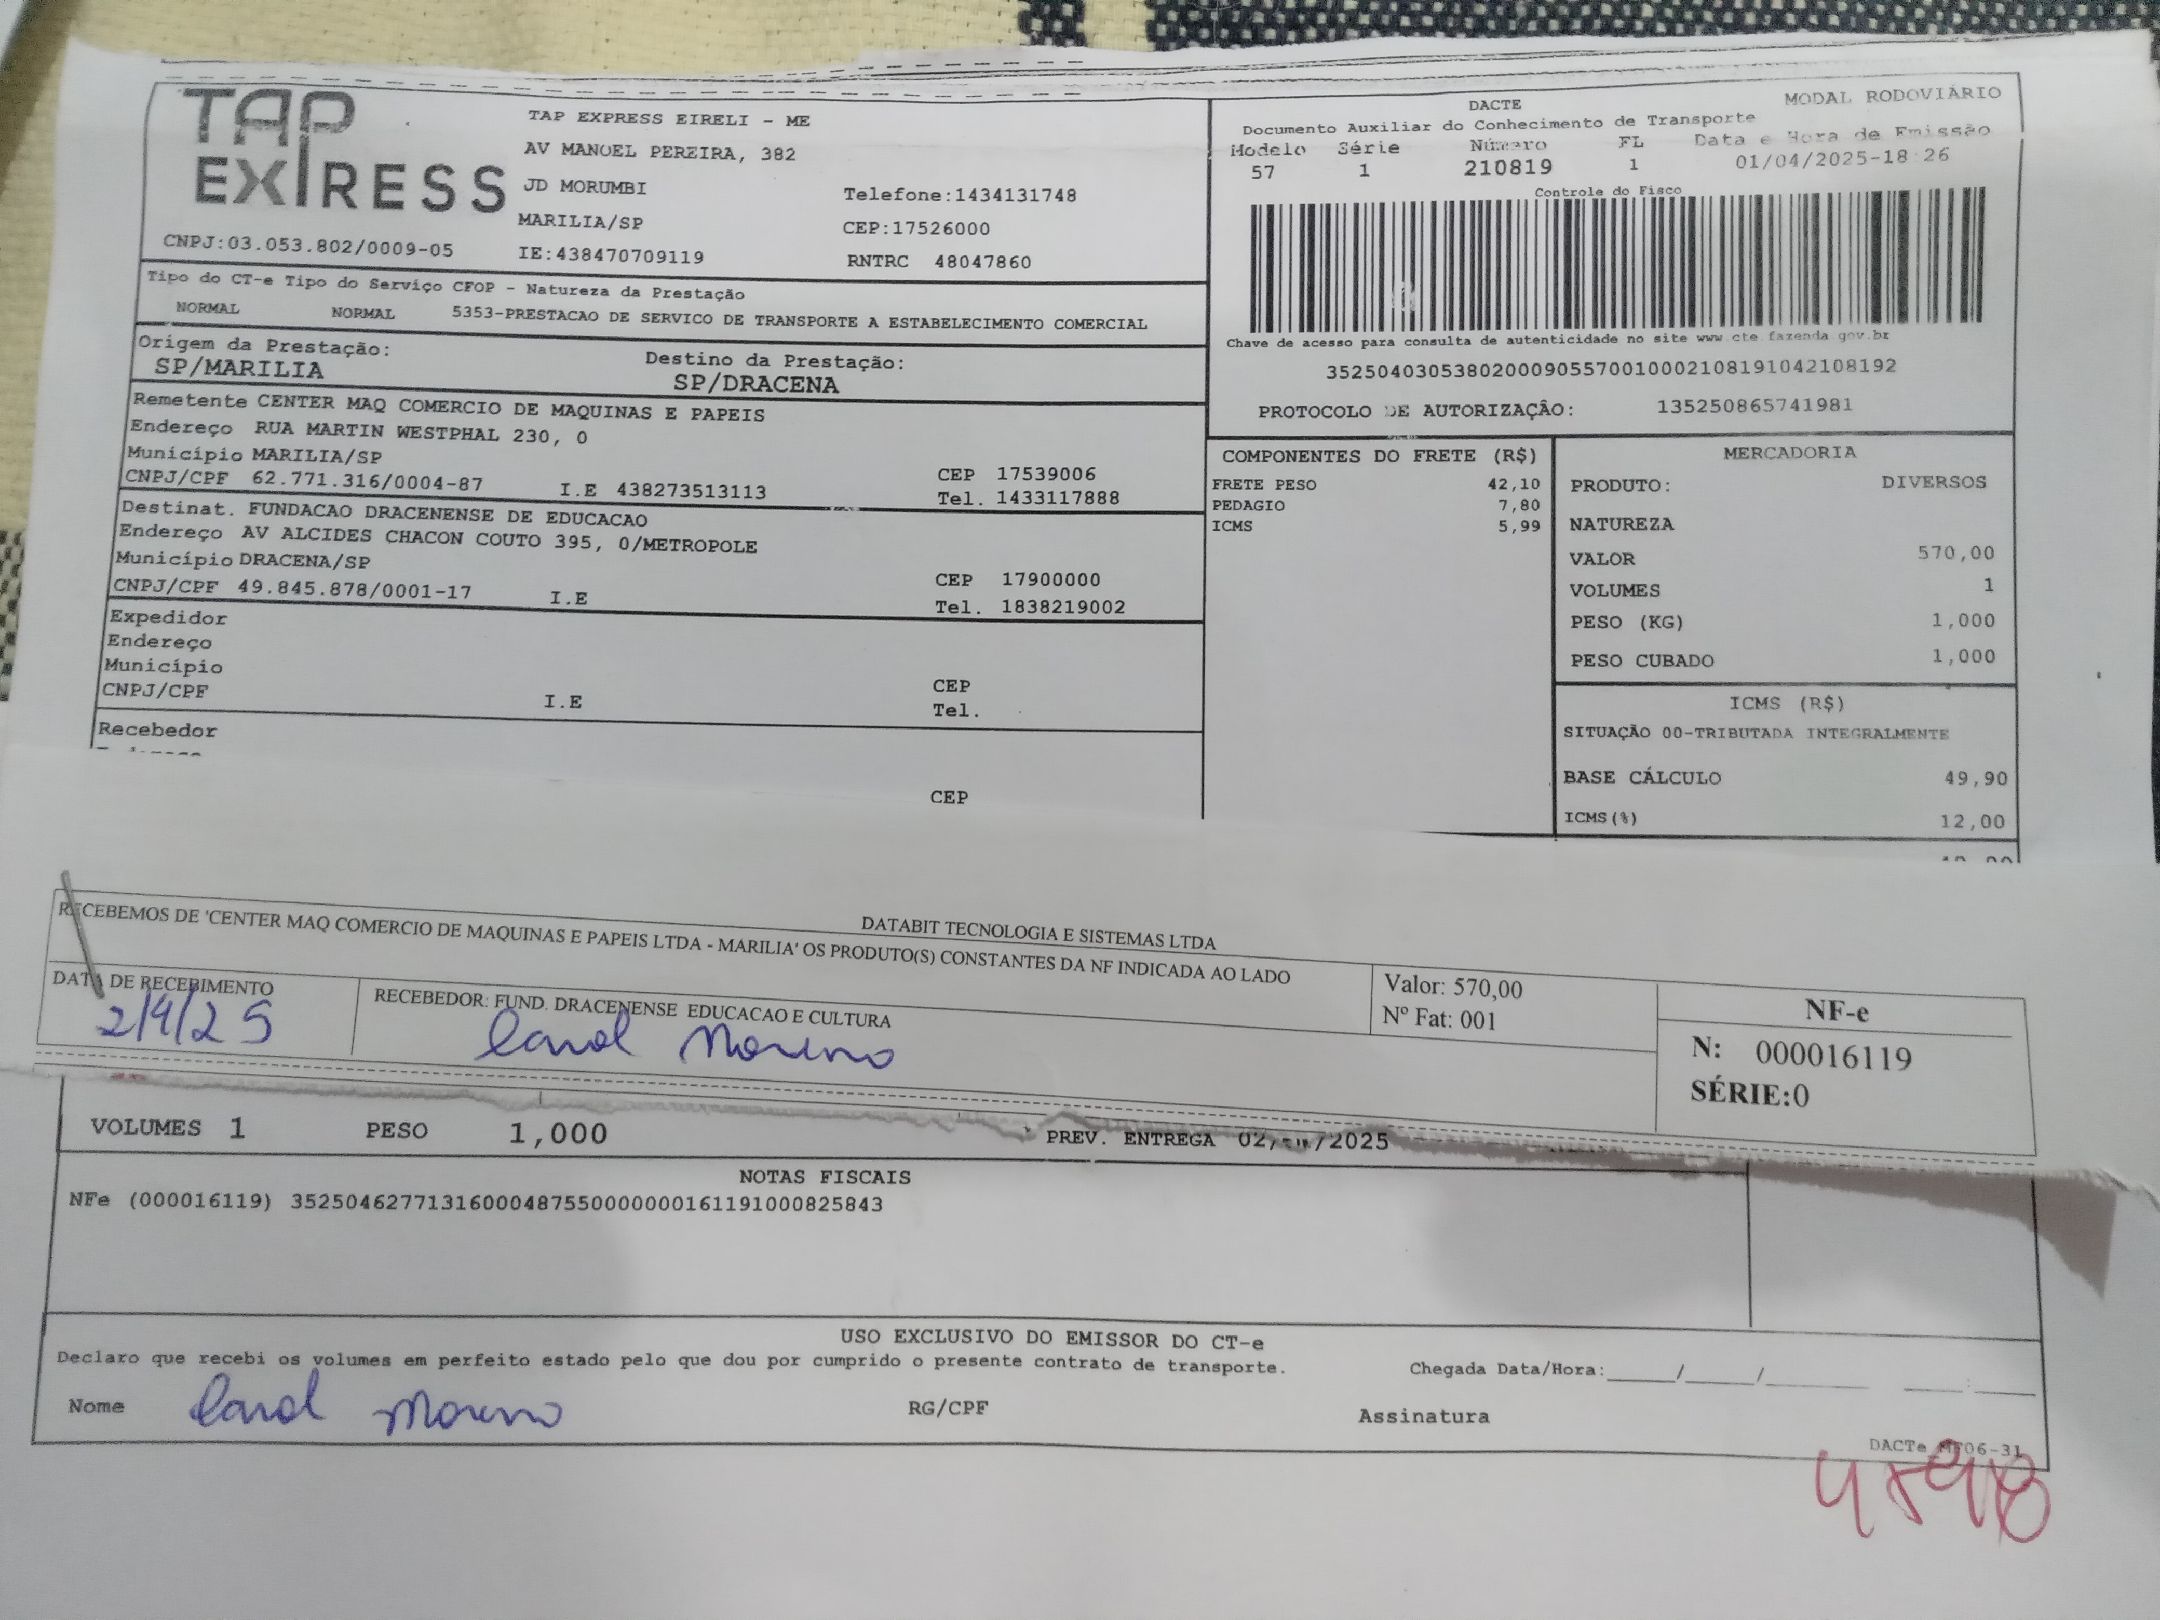 TAP EXPRESS
TAP EXPRESS EIRELI - ME
AV MANOEL PEREIRA, 382
JD MORUMBI
Telefone:1434131748
MARILIA/SP
CEP:17526000
CNPJ:03.053.802/0009-05
IE:438470709119
RNTRC 48047860
DACTE
MODAL RODOVIÁRIO
Documento Auxiliar do Conhecimento de Transporte
Modelo Série Número FL Data e Hora de Emissão
57 1 210819 1 01/04/2025-18 26
Controle do Fisco
Chave de acesso para consulta de autenticidade no site www.cte.fazenda.gov.br
35250403053802000905570010002108191042108192
PROTOCOLO DE AUTORIZAÇÃO: 135250865741981
Tipo do CT-e Tipo do Serviço CFOP - Natureza da Prestação
NORMAL NORMAL 5353-PRESTACAO DE SERVICO DE TRANSPORTE A ESTABELECIMENTO COMERCIAL
Origem da Prestação: Destino da Prestação:
SP/MARILIA SP/DRACENA
Remetente CENTER MAQ COMERCIO DE MAQUINAS E PAPEIS
Endereço RUA MARTIN WESTPHAL 230, 0
Município MARILIA/SP CEP 17539006
CNPJ/CPF 62.771.316/0004-87 I.E 438273513113 Tel. 1433117888
Destinat. FUNDACAO DRACENENSE DE EDUCACAO
Endereço AV ALCIDES CHACON COUTO 395, 0/METROPOLE
Município DRACENA/SP CEP 17900000
CNPJ/CPF 49.845.878/0001-17 I.E Tel. 1838219002
Expedidor
Endereço
Município CEP
CNPJ/CPF I.E Tel.
Recebedor
CEP
COMPONENTES DO FRETE (R$)
FRETE PESO 42,10
PEDAGIO 7,80
ICMS 5,99
MERCADORIA
PRODUTO: DIVERSOS
NATUREZA
VALOR 570,00
VOLUMES 1
PESO (KG) 1,000
PESO CUBADO 1,000
ICMS (R$)
SITUAÇÃO 00-TRIBUTADA INTEGRALMENTE
BASE CÁLCULO 49,90
ICMS(%) 12,00
DATABIT TECNOLOGIA E SISTEMAS LTDA
RECEBEMOS DE 'CENTER MAQ COMERCIO DE MAQUINAS E PAPEIS LTDA - MARILIA' OS PRODUTO(S) CONSTANTES DA NF INDICADA AO LADO
DATA DE RECEBIMENTO
2/4/25
RECEBEDOR: FUND. DRACENENSE EDUCACAO E CULTURA
Carol Moreno
Valor: 570,00
Nº Fat: 001
NF-e
N: 000016119
SÉRIE:0
VOLUMES 1 PESO 1,000 PREV. ENTREGA 02/ /2025
NOTAS FISCAIS
NFe (000016119) 35250462771316000487550000000161191000825843
USO EXCLUSIVO DO EMISSOR DO CT-e
Declaro que recebi os volumes em perfeito estado pelo que dou por cumprido o presente contrato de transporte.
Chegada Data/Hora:_____/_____/_______ ____:____
Nome Carol Moreno RG/CPF Assinatura